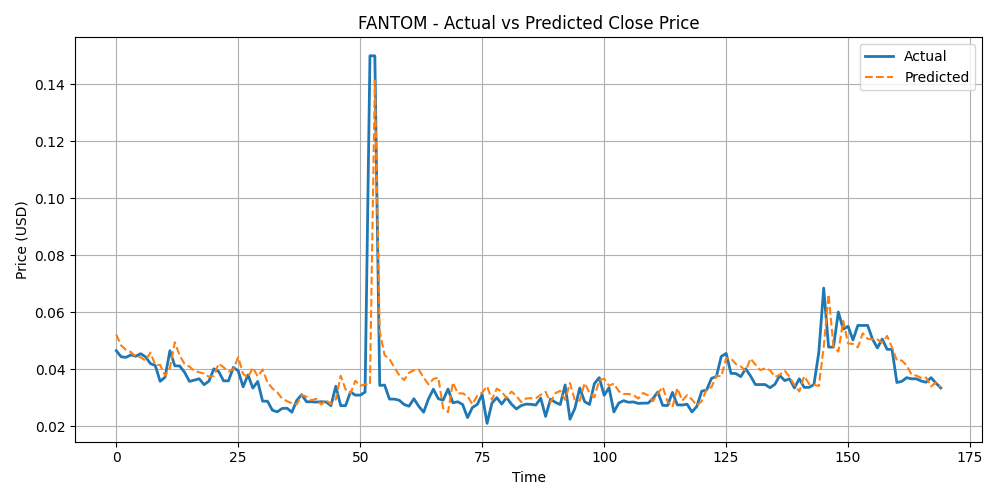 FANTOM - Actual vs Predicted Close Price
Actual
Predicted
Price (USD)
0.14
0.12
0.10
0.08
0.06
0.04
0.02
0 25 50 75 100 125 150 175
Time